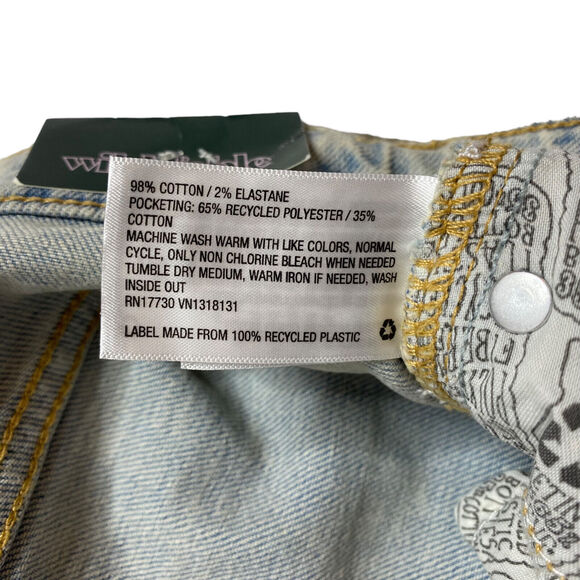 98% COTTON / 2% ELASTANE
POCKETING: 65% RECYCLED POLYESTER / 35%
COTTON
MACHINE WASH WARM WITH LIKE COLORS, NORMAL
CYCLE, ONLY NON CHLORINE BLEACH WHEN NEEDED
TUMBLE DRY MEDIUM, WARM IRON IF NEEDED, WASH
INSIDE OUT
RN17730 VN1318131
LABEL MADE FROM 100% RECYCLED PLASTIC